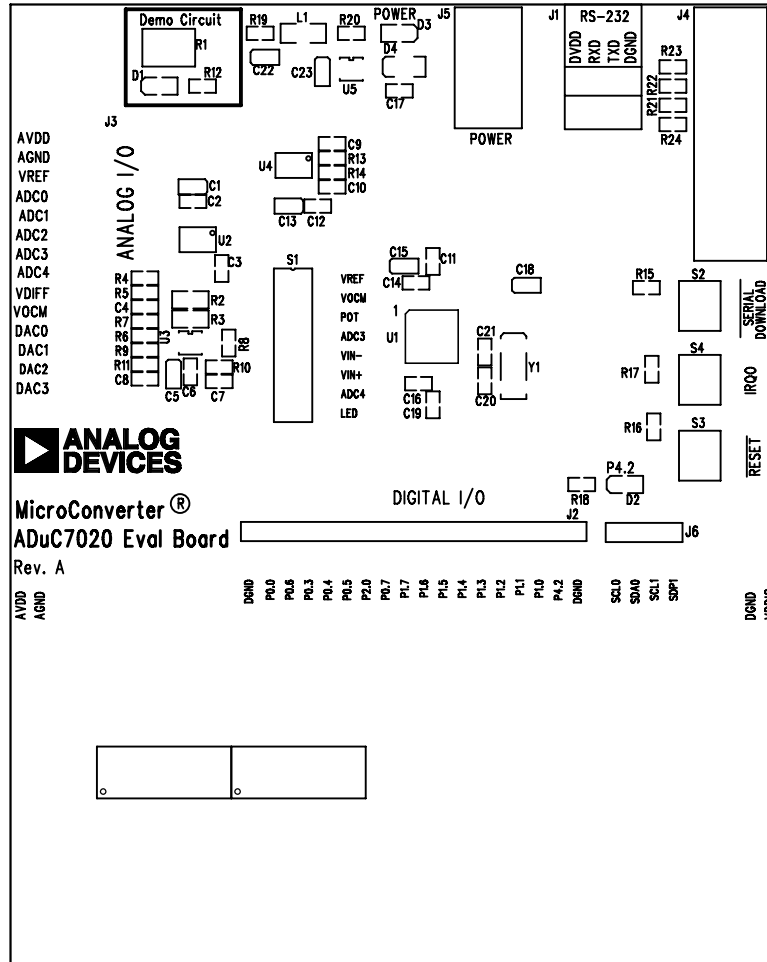 Demo Circuit
R1
D1
R12
R19
L1
R20
POWER
D3
D4
C22
C23
U5
C17
J5
POWER
J1
RS-232
DVDD
RXD
TXD
DGND
J4
R23
R22
R21
R24
J3
ANALOG I/O
AVDD
AGND
VREF
ADC0
ADC1
ADC2
ADC3
ADC4
VDIFF
VOCM
DAC0
DAC1
DAC2
DAC3
U4
C9
R13
R14
C10
C13
C12
C1
C2
U2
C3
R4
R5
C4
R7
R6
R9
R11
C8
R2
R3
U3
R8
R10
C5
C6
C7
S1
VREF
VOCM
POT
ADC3
VIN-
VIN+
ADC4
LED
C15
C11
C14
1
U1
C16
C19
C18
C21
C20
Y1
R15
S2
SERIAL
DOWNLOAD
R17
S4
IRQ0
R16
S3
RESET
ANALOG
DEVICES
MicroConverter ®
ADuC7020 Eval Board
Rev. A
DIGITAL I/O
R18
P4.2
D2
J2
J6
AVDD
AGND
DGND
P0.0
P0.6
P0.3
P0.4
P0.5
P2.0
P0.7
P1.7
P1.6
P1.5
P1.4
P1.3
P1.2
P1.1
P1.0
P4.2
DGND
SCL0
SDA0
SCL1
SDP1
DGND